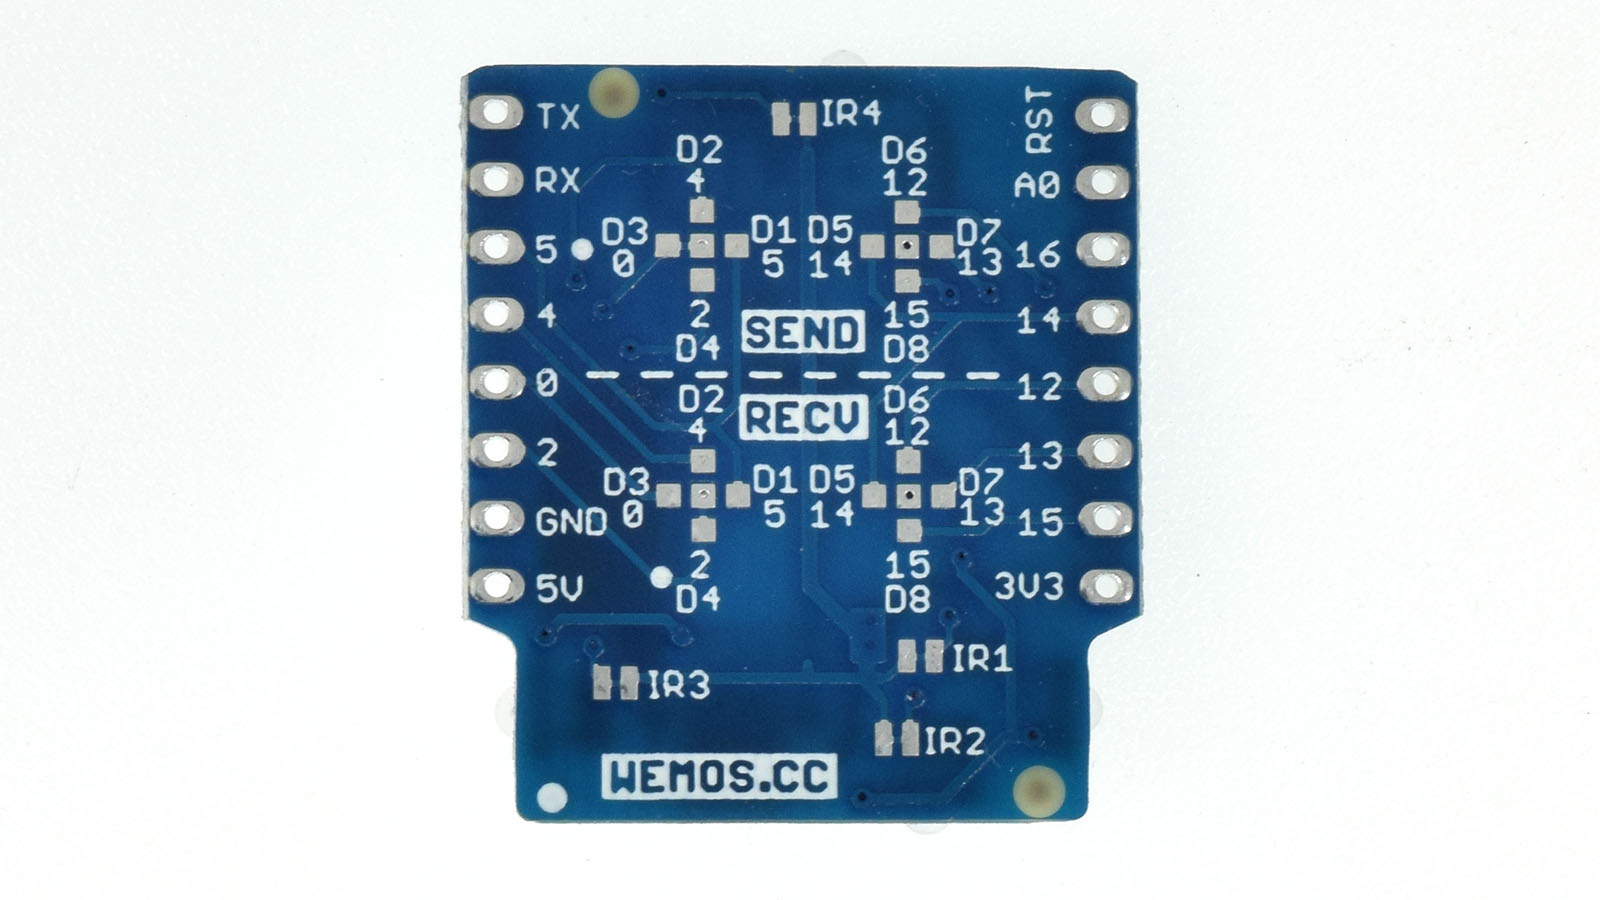 TX IR4 RST
D2 D6
RX 4 12 A0
D3 D1 D5 D7
5 0 5 14 13 16
4 2 SEND 15 14
D4 D8
0 D2 D6 12
RECV
4 12
2 13
D3 D1 D5 D7
GND 0 5 14 13 15
2 15
5V D4 D8 3V3
IR1
IR3
IR2
WEMOS.CC